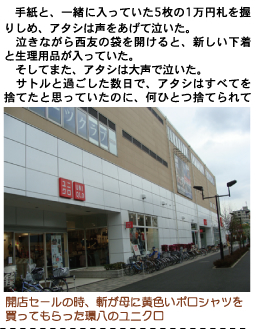 手紙と、一緒に入っていた5枚の1万円札を握
りしめ、アタシは声をあげて泣いた。
泣きながら西友の袋を開けると、新しい下着
と生理用品が入っていた。
そしてまた、アタシは大声で泣いた。
サトルと過ごした数日で、アタシはすべてを
捨てたと思っていたのに、何ひとつ捨てられて
ユニ
クロ
UNI
QLO
開店セールの時、斬が母に黄色いポロシャツを
買ってもらった環八のユニクロ